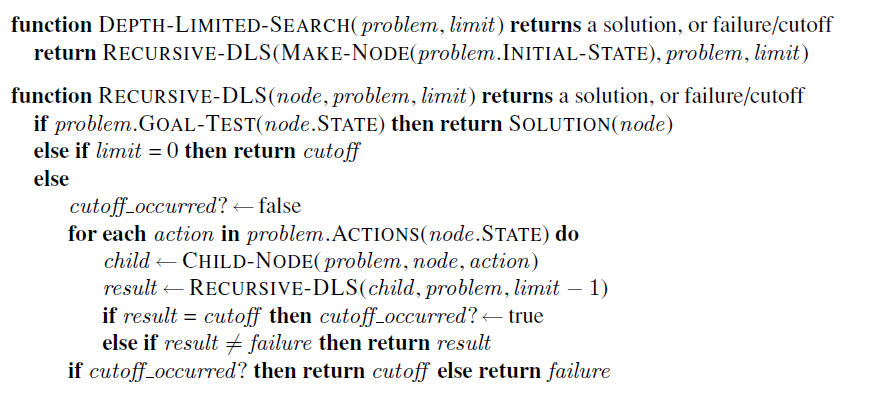 function DEPTH-LIMITED-SEARCH(problem, limit) returns a solution, or failure/cutoff
return RECURSIVE-DLS(MAKE-NODE(problem.INITIAL-STATE), problem, limit)
function RECURSIVE-DLS(node, problem, limit) returns a solution, or failure/cutoff
if problem.GOAL-TEST(node.STATE) then return SOLUTION(node)
else if limit = 0 then return cutoff
else
cutoff_occurred? ← false
for each action in problem.ACTIONS(node.STATE) do
child ← CHILD-NODE(problem, node, action)
result ← RECURSIVE-DLS(child, problem, limit − 1)
if result = cutoff then cutoff_occurred? ← true
else if result ≠ failure then return result
if cutoff_occurred? then return cutoff else return failure